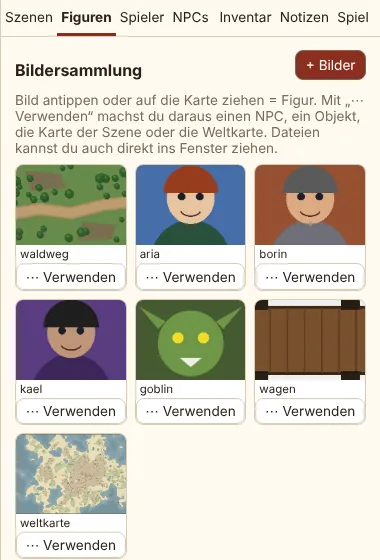 Szenen Figuren Spieler NPCs Inventar Notizen Spiel
Bildersammlung
+ Bilder
Bild antippen oder auf die Karte ziehen = Figur. Mit „⋯
Verwenden“ machst du daraus einen NPC, ein Objekt,
die Karte der Szene oder die Weltkarte. Dateien
kannst du auch direkt ins Fenster ziehen.
waldweg aria borin
⋯ Verwenden ⋯ Verwenden ⋯ Verwenden
kael goblin wagen
⋯ Verwenden ⋯ Verwenden ⋯ Verwenden
weltkarte
⋯ Verwenden